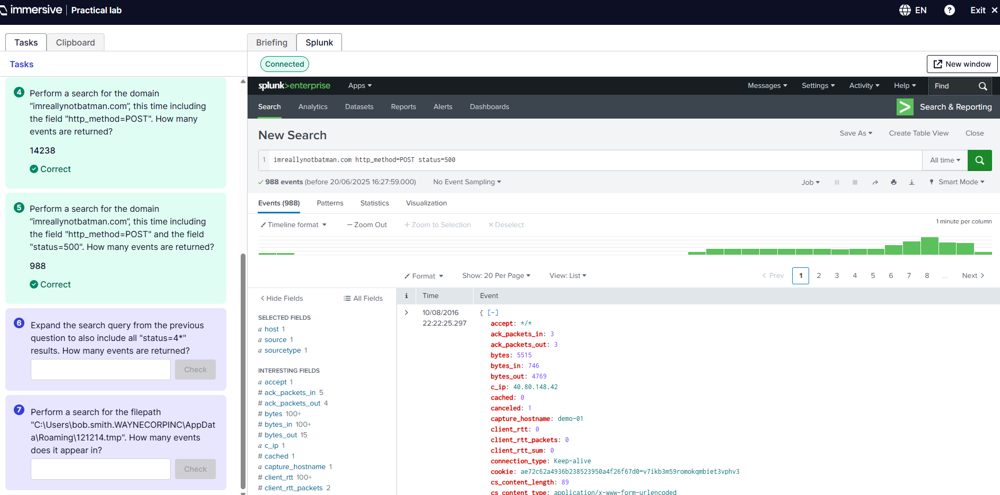 immersive | Practical lab
EN
?
Exit ×
Tasks
Clipboard
Briefing
Splunk
Tasks
Connected
New window
4
Perform a search for the domain
“imreallynotbatman.com”, this time including
the field "http_method=POST". How many
events are returned?
14238
Correct
5
Perform a search for the domain
“imreallynotbatman.com”, this time including
the field "http_method=POST" and the field
"status=500". How many events are returned?
988
Correct
6
Expand the search query from the previous
question to also include all "status=4*"
results. How many events are returned?
Check
7
Perform a search for the filepath
"C:\Users\bob.smith.WAYNECORPINC\AppDat
a\Roaming\121214.tmp". How many events
does it appear in?
Check
splunk>enterprise
Apps
Messages
Settings
Activity
Help
Find
Search
Analytics
Datasets
Reports
Alerts
Dashboards
Search & Reporting
New Search
Save As
Create Table View
Close
1 imreallynotbatman.com http_method=POST status=500
All time
988 events (before 20/06/2025 16:27:59.000)
No Event Sampling
Job
Smart Mode
Events (988)
Patterns
Statistics
Visualization
Timeline format
— Zoom Out
+ Zoom to Selection
× Deselect
1 minute per column
Format
Show: 20 Per Page
View: List
< Prev
1
2
3
4
5
6
7
8
...
Next >
< Hide Fields
All Fields
SELECTED FIELDS
a host 1
a source 1
a sourcetype 1
INTERESTING FIELDS
a accept 1
# ack_packets_in 5
# ack_packets_out 4
# bytes 100+
# bytes_in 100+
# bytes_out 15
a c_ip 1
# cached 1
a capture_hostname 1
# client_rtt 100+
# client_rtt_packets 2
i
Time
Event
>
10/08/2016
22:22:25.297
{ [-]
accept: */*
ack_packets_in: 3
ack_packets_out: 3
bytes: 5515
bytes_in: 746
bytes_out: 4769
c_ip: 40.80.148.42
cached: 0
canceled: 1
capture_hostname: demo-01
client_rtt: 0
client_rtt_packets: 0
client_rtt_sum: 0
connection_type: Keep-alive
cookie: ae72c62a4936b238523950a4f26f67d0=v7ikb3m59romokqmbiet3vphv3
cs_content_length: 89
cs_content_type: application/x-www-form-urlencoded